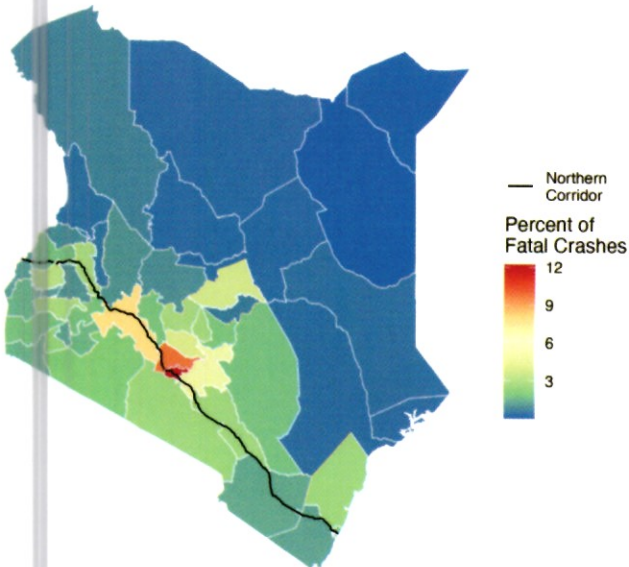 Northern
Corridor
Percent of
Fatal Crashes
12
9
6
3